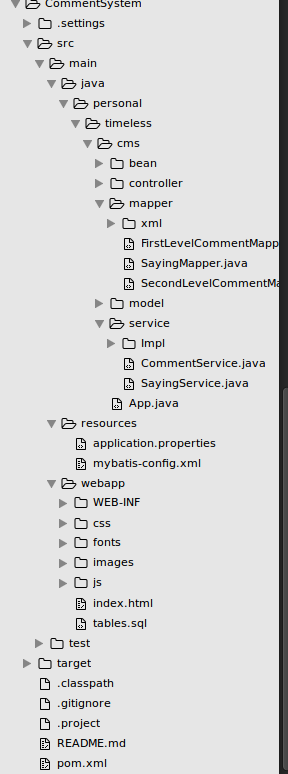 CommentSystem
.settings
src
main
java
personal
timeless
cms
bean
controller
mapper
xml
FirstLevelCommentMapp
SayingMapper.java
SecondLevelCommentMa
model
service
Impl
CommentService.java
SayingService.java
App.java
resources
application.properties
mybatis-config.xml
webapp
WEB-INF
css
fonts
images
js
index.html
tables.sql
test
target
.classpath
.gitignore
.project
README.md
pom.xml